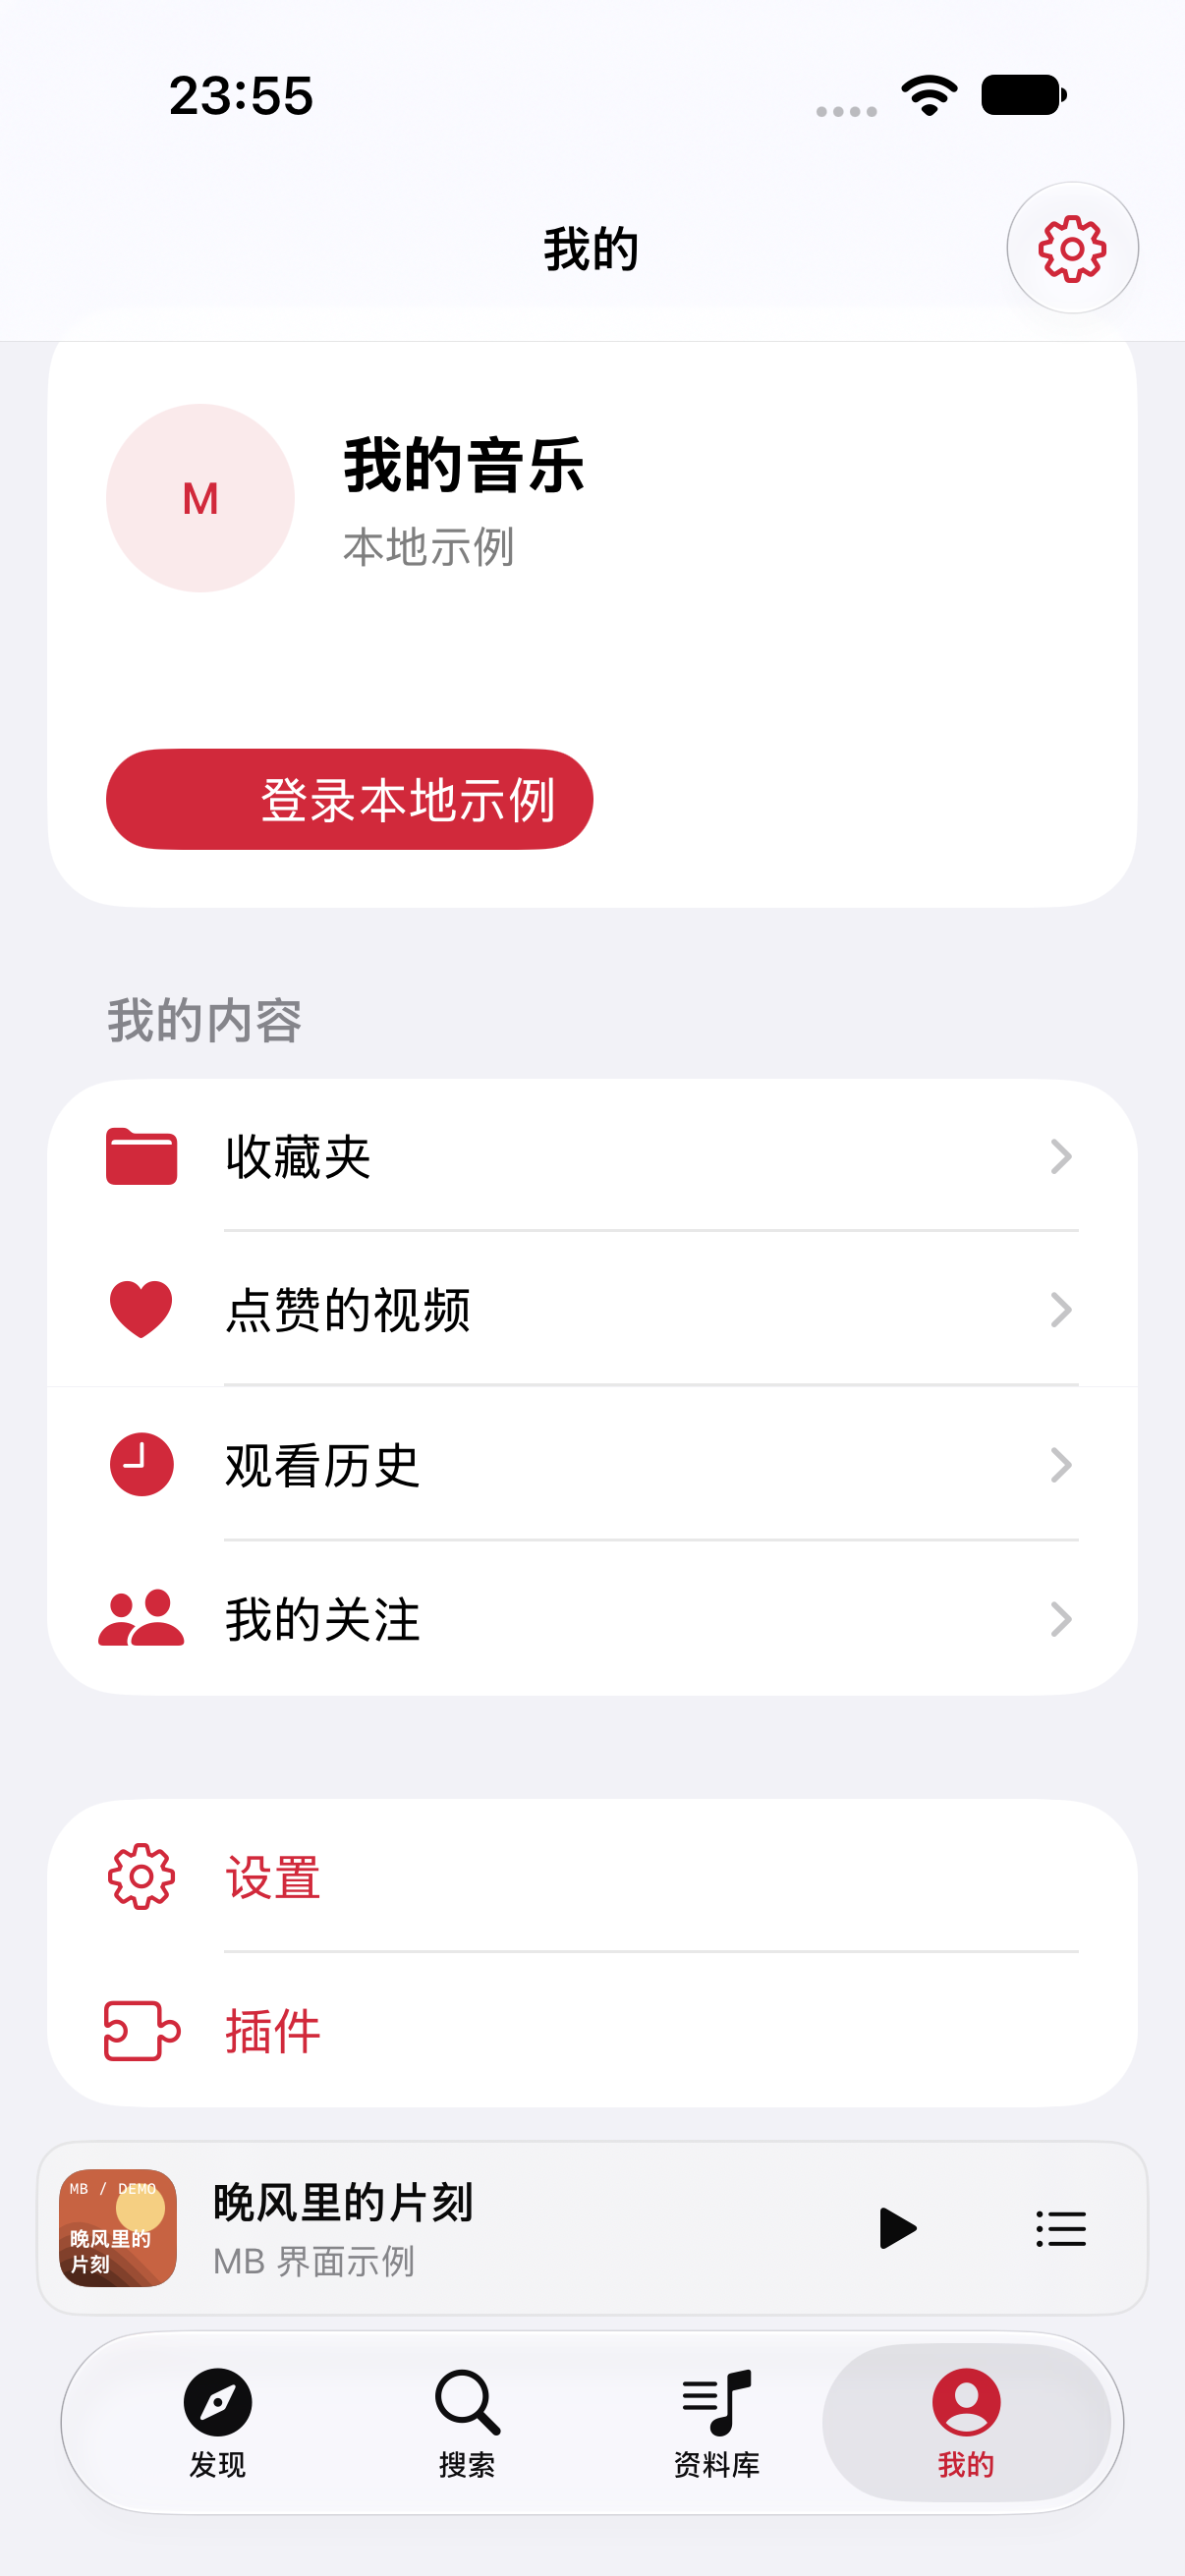 23:55
我的
M
我的音乐
本地示例
登录本地示例
我的内容
收藏夹
点赞的视频
观看历史
我的关注
设置
插件
MB / DEMO
晚风里的
片刻
晚风里的片刻
MB 界面示例
发现
搜索
资料库
我的